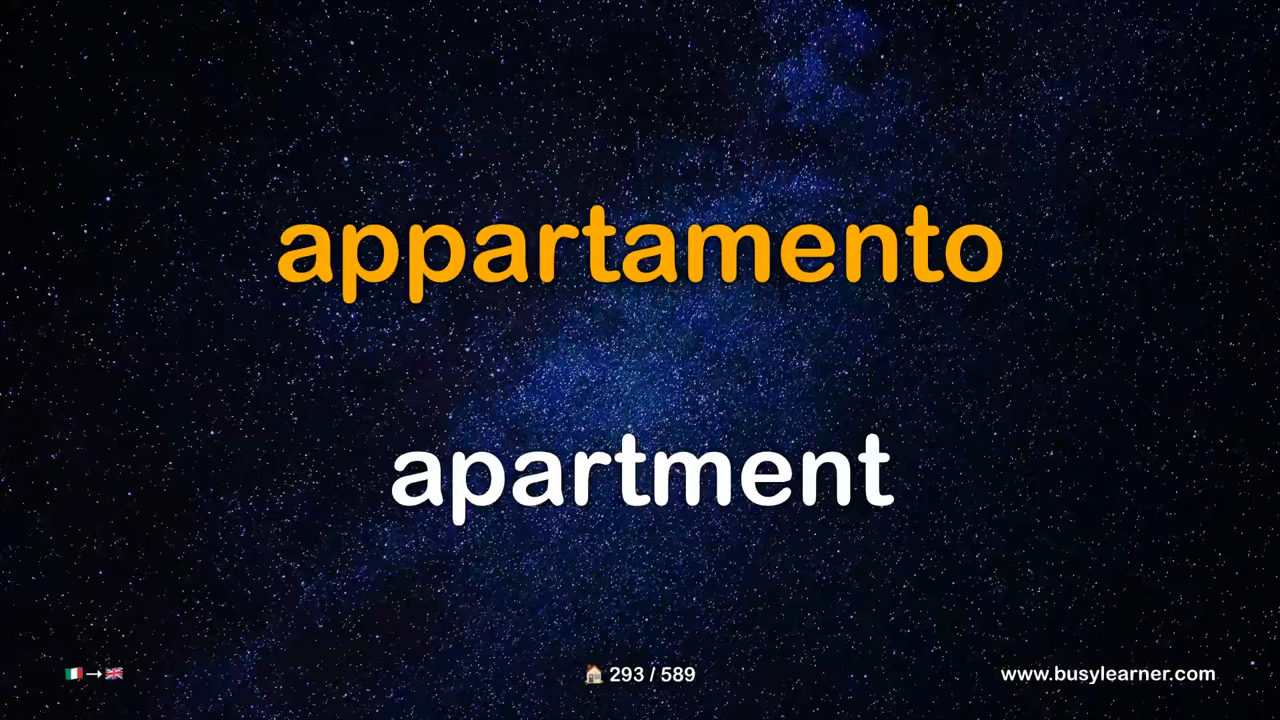 appartamento
apartment
🇮🇹→🇬🇧 🏠 293 / 589 www.busylearner.com